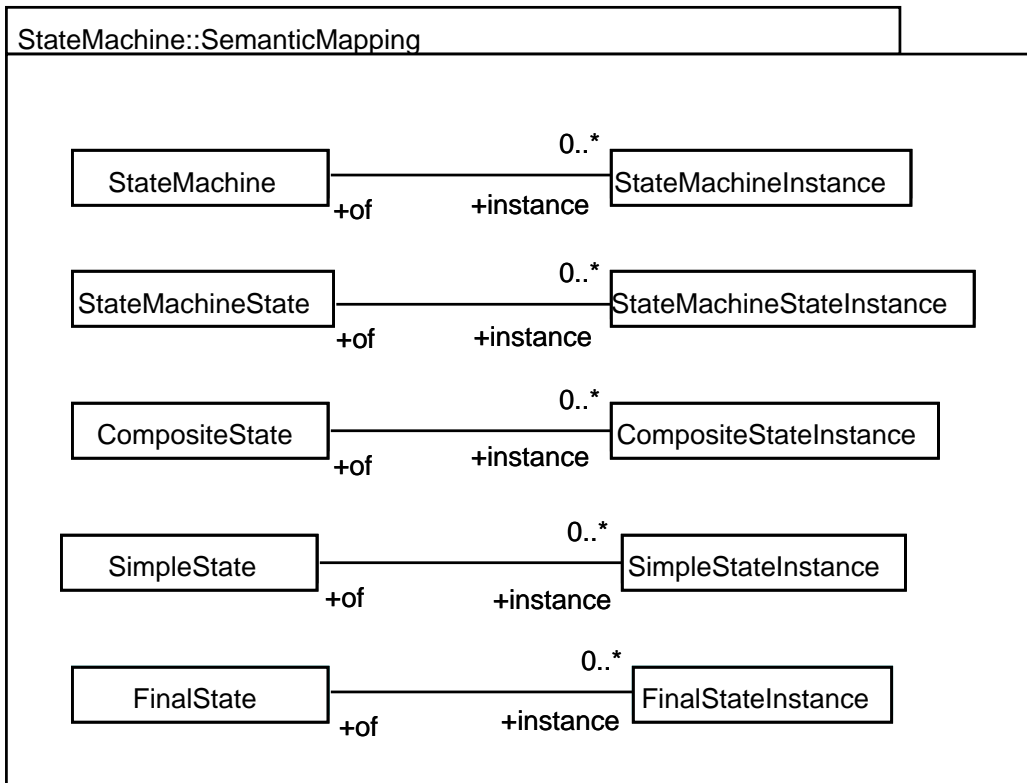 StateMachine::SemanticMapping
0..*
StateMachine StateMachineInstance
+of +instance
0..*
StateMachineState StateMachineStateInstance
+of +instance
0..*
CompositeState CompositeStateInstance
+of +instance
0..*
SimpleState SimpleStateInstance
+of +instance
0..*
FinalState FinalStateInstance
+of +instance